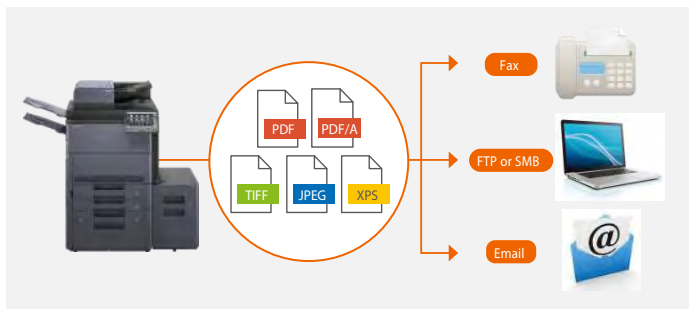 Fax
PDF
PDF/A
FTP or SMB
TIFF
JPEG
XPS
@
Email